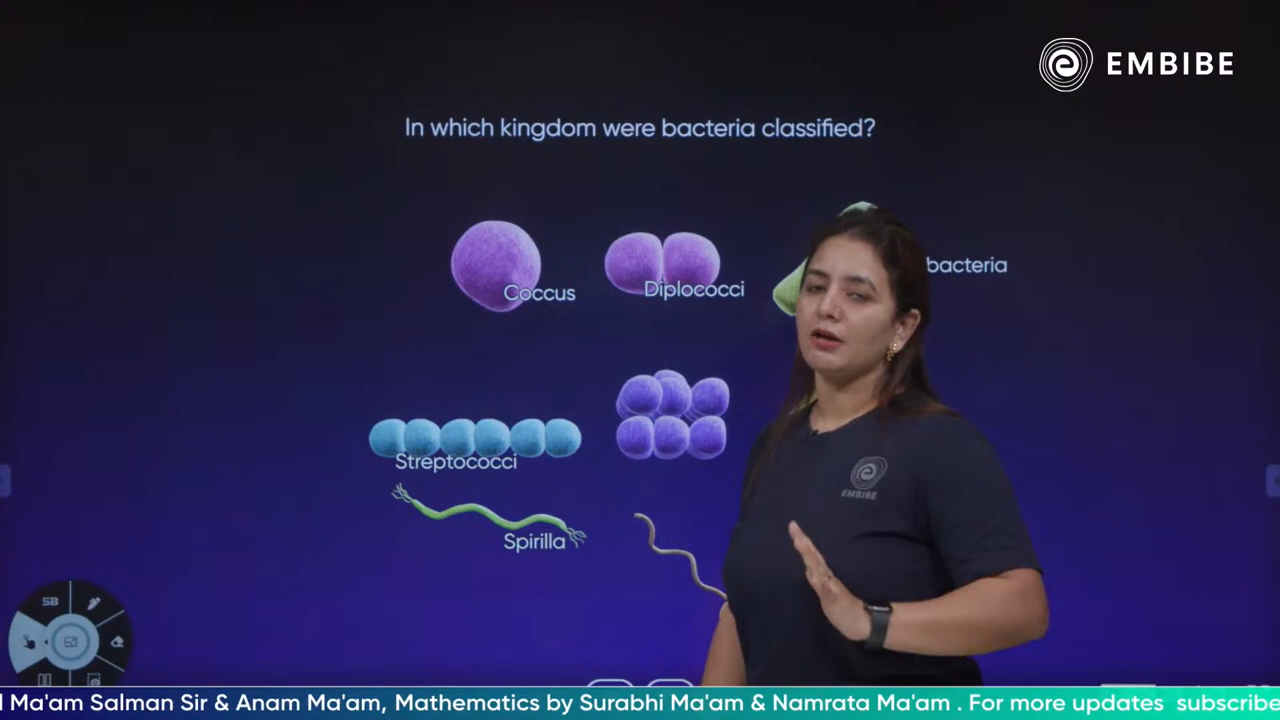 EMBIBE
In which kingdom were bacteria classified?
Coccus
Diplococci
bacteria
Streptococci
EMBIBE
Spirilla
SB
Ma'am Salman Sir & Anam Ma'am, Mathematics by Surabhi Ma'am & Namrata Ma'am . For more updates subscribe